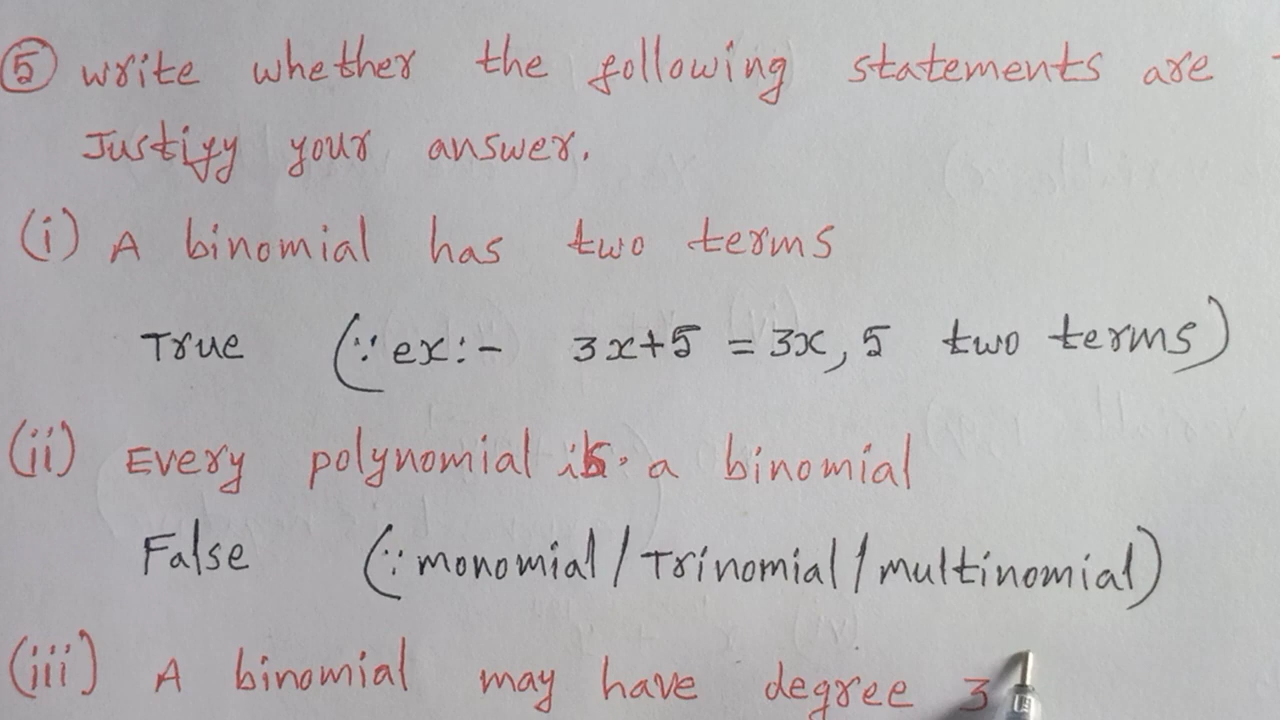 ⑤ write whether the following statements are
Justify your answer.
(i) A binomial has two terms
True (∵ ex:- 3x+5 = 3x, 5 two terms)
(ii) Every polynomial is a binomial
False (∵ monomial/Trinomial/multinomial)
(iii) A binomial may have degree 3